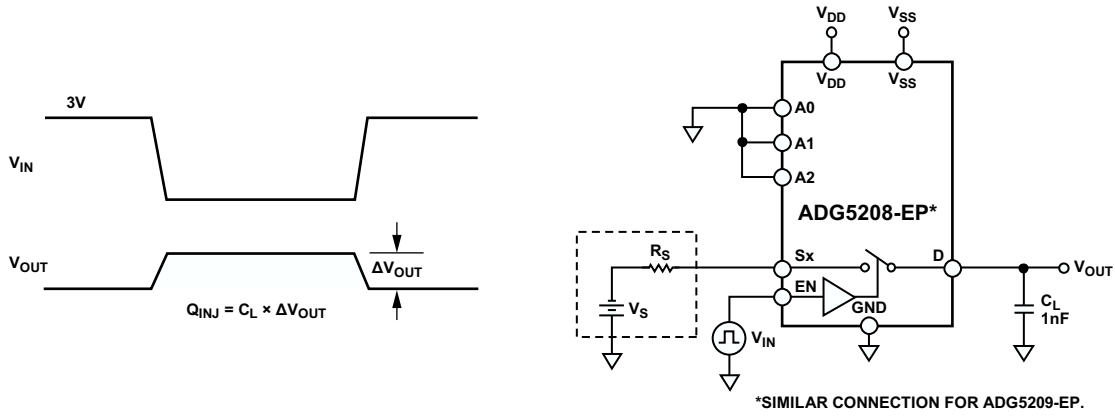 3V
V_IN
V_OUT
ΔV_OUT
Q_INJ = C_L × ΔV_OUT
V_DD
V_SS
V_DD
V_SS
A0
A1
A2
ADG5208-EP*
R_S
Sx
D
V_OUT
EN
GND
V_S
V_IN
C_L
1nF
*SIMILAR CONNECTION FOR ADG5209-EP.